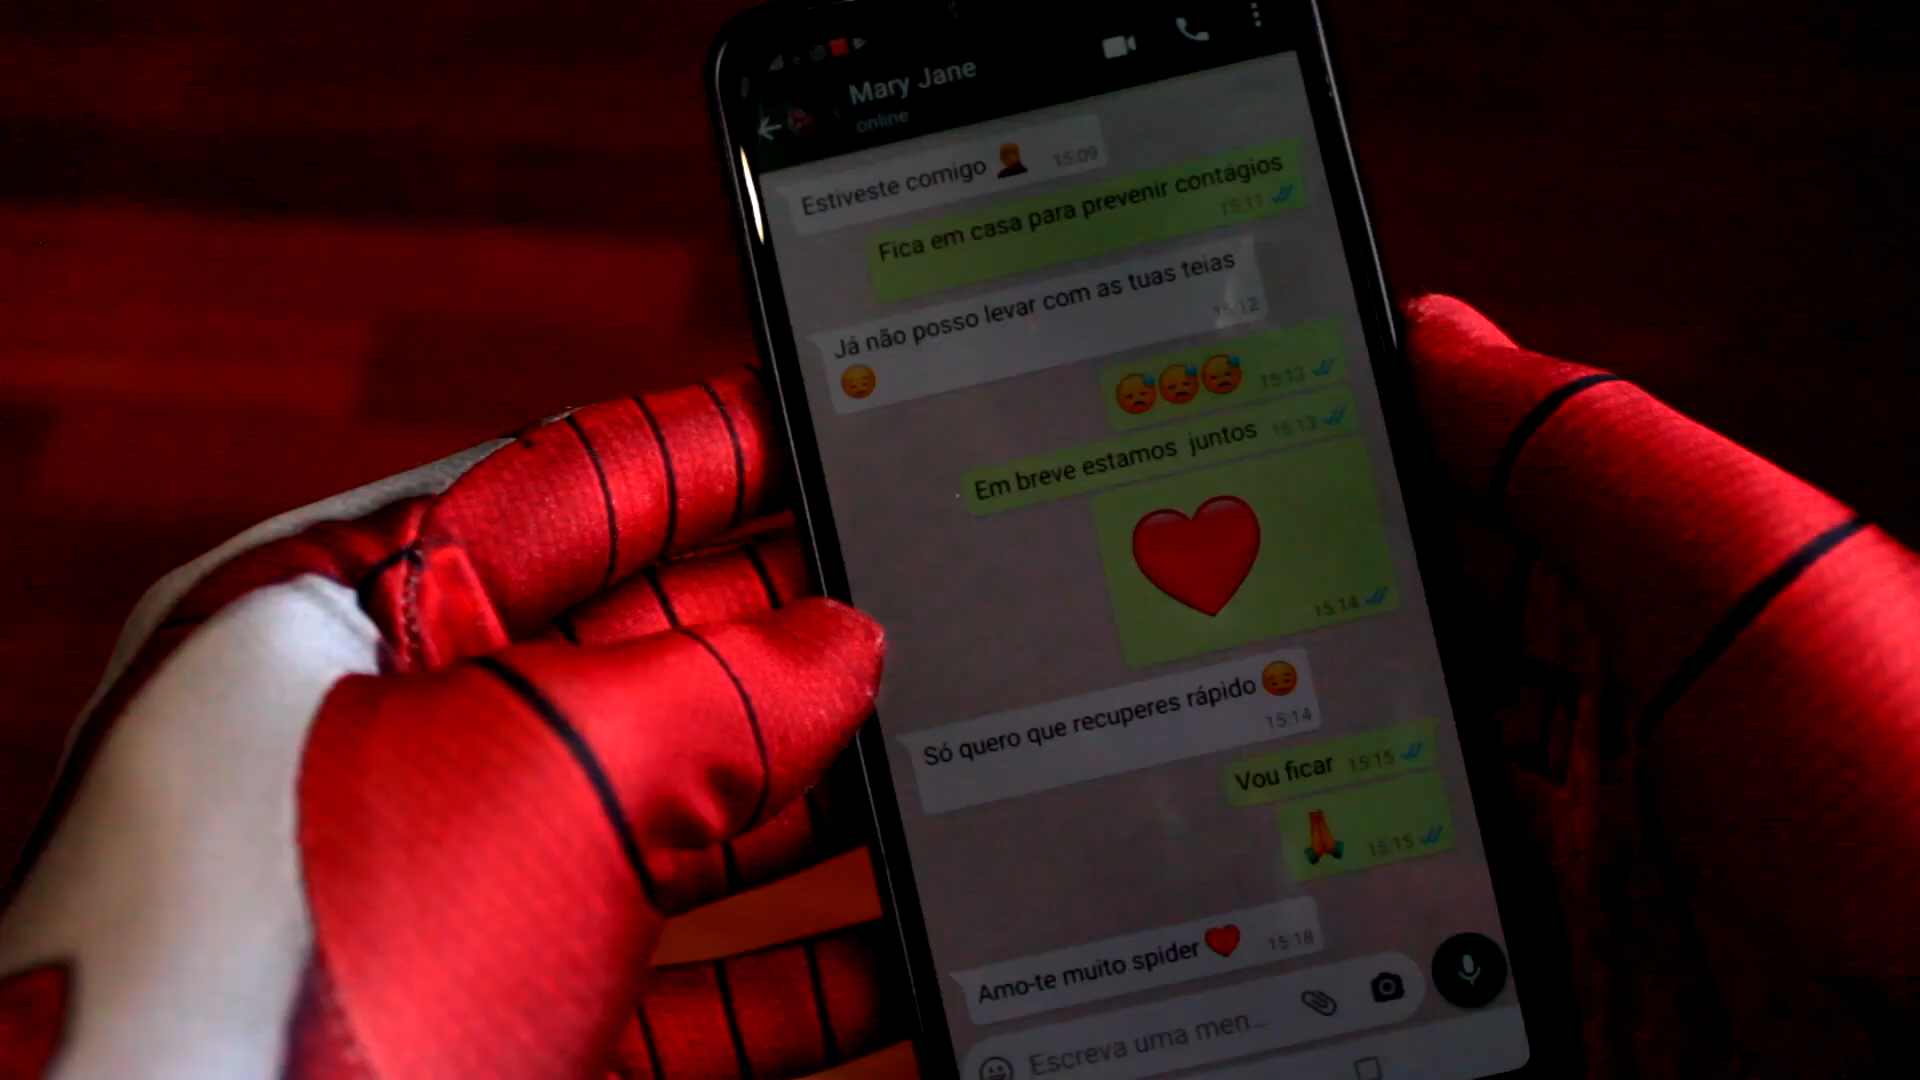 Mary Jane
online
Estiveste comigo 🤦 15:09
Fica em casa para prevenir contágios
15:11
Já não posso levar com as tuas teias
15:12
😔
😓😓😓 15:13
Em breve estamos juntos 15:13
❤️
15:14
Só quero que recuperes rápido 😔
15:14
Vou ficar 15:15
🙏 15:15
Amo-te muito spider ❤️ 15:18
Escreva uma men...